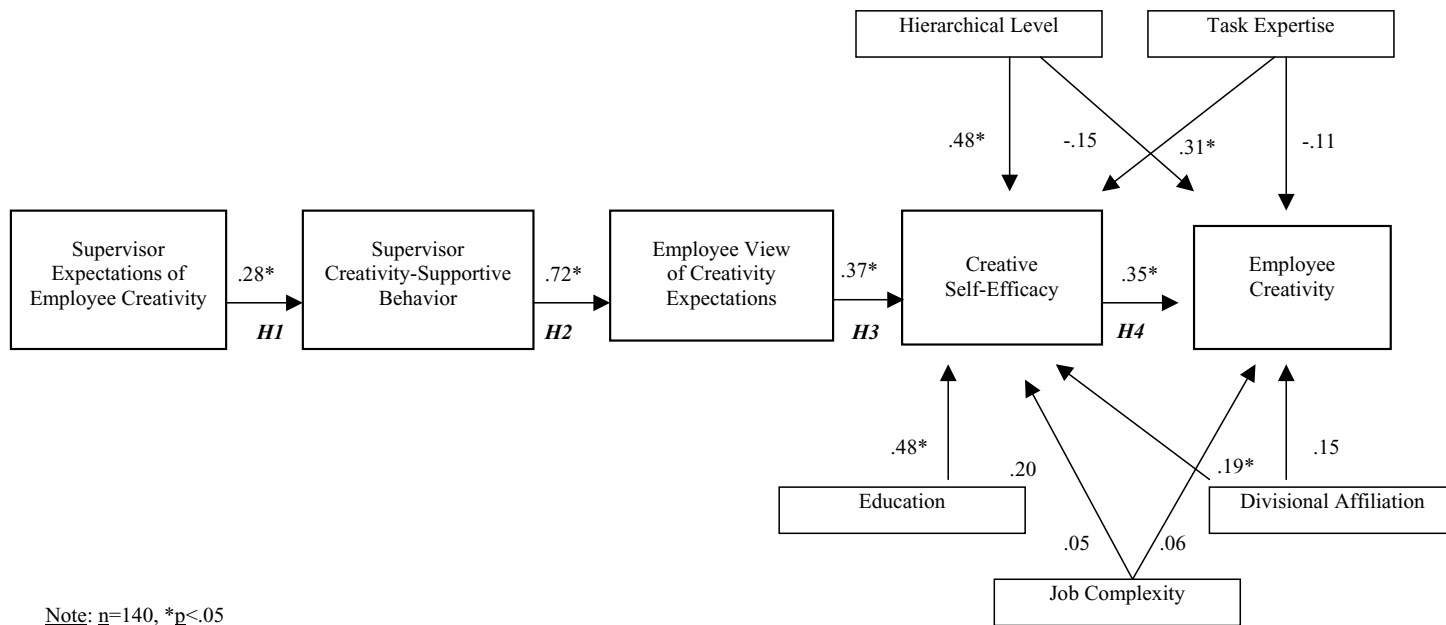 Hierarchical Level
Task Expertise
.48*
-.15
.31*
-.11
Supervisor
Expectations of
Employee Creativity
.28*
H1
Supervisor
Creativity-Supportive
Behavior
.72*
H2
Employee View
of Creativity
Expectations
.37*
H3
Creative
Self-Efficacy
.35*
H4
Employee
Creativity
.48*
.20
.19*
.15
Education
Divisional Affiliation
.05
.06
Job Complexity
Note: n=140, *p<.05